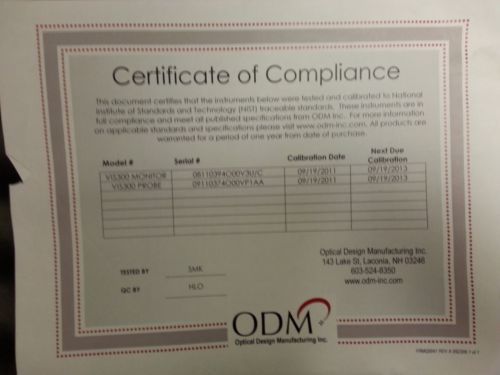 Certificate of Compliance
This document certifies that the instruments below were tested and calibrated to National
Institute of Standards and Technology (NIST) traceable standards. These instruments are in
full compliance and meet all published specifications from ODM Inc. For more information
on applicable standards and specifications please visit www.odm-inc.com. All products are
warranted for a period of one year from date of purchase.
Model # Serial # Calibration Date Next Due Calibration
VIS300 MONITOR 09/19/2011 09/19/2013
VIS300 PROBE 09/19/2011 09/19/2013
Optical Design Manufacturing Inc.
143 Lake St, Laconia, NH 03246
603-524-8350
www.odm-inc.com
TESTED BY SMK
QC BY HLO
ODM
Optical Design Manufacturing Inc.